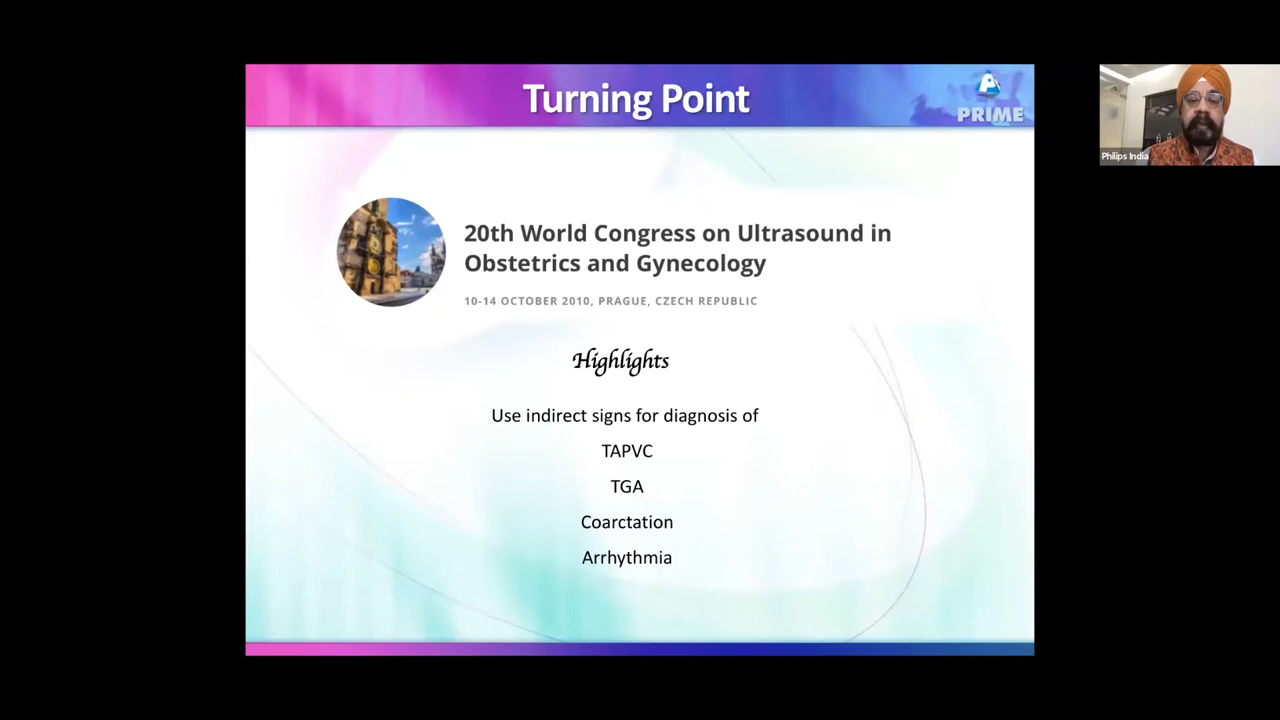 Turning Point
PRIME
Philips India
20th World Congress on Ultrasound in
Obstetrics and Gynecology
10-14 OCTOBER 2010, PRAGUE, CZECH REPUBLIC
Highlights
Use indirect signs for diagnosis of
TAPVC
TGA
Coarctation
Arrhythmia